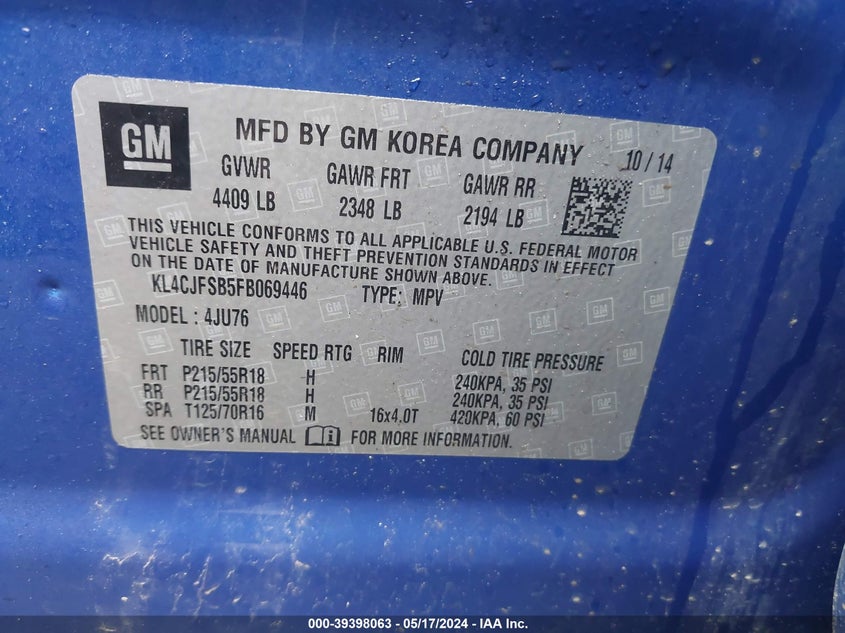 GM
MFD BY GM KOREA COMPANY 10 / 14
GVWR GAWR FRT GAWR RR
4409 LB 2348 LB 2194 LB
THIS VEHICLE CONFORMS TO ALL APPLICABLE U.S. FEDERAL MOTOR
VEHICLE SAFETY AND THEFT PREVENTION STANDARDS IN EFFECT
ON THE DATE OF MANUFACTURE SHOWN ABOVE.
KL4CJFSB5FB069446 TYPE: MPV
MODEL : 4JU76
TIRE SIZE SPEED RTG RIM COLD TIRE PRESSURE
FRT P215/55R18 H 240KPA, 35 PSI
RR P215/55R18 H 240KPA, 35 PSI
SPA T125/70R16 M 16x4.0T 420KPA, 60 PSI
SEE OWNER'S MANUAL FOR MORE INFORMATION.
000-39398063 — 05/17/2024 — IAA Inc.